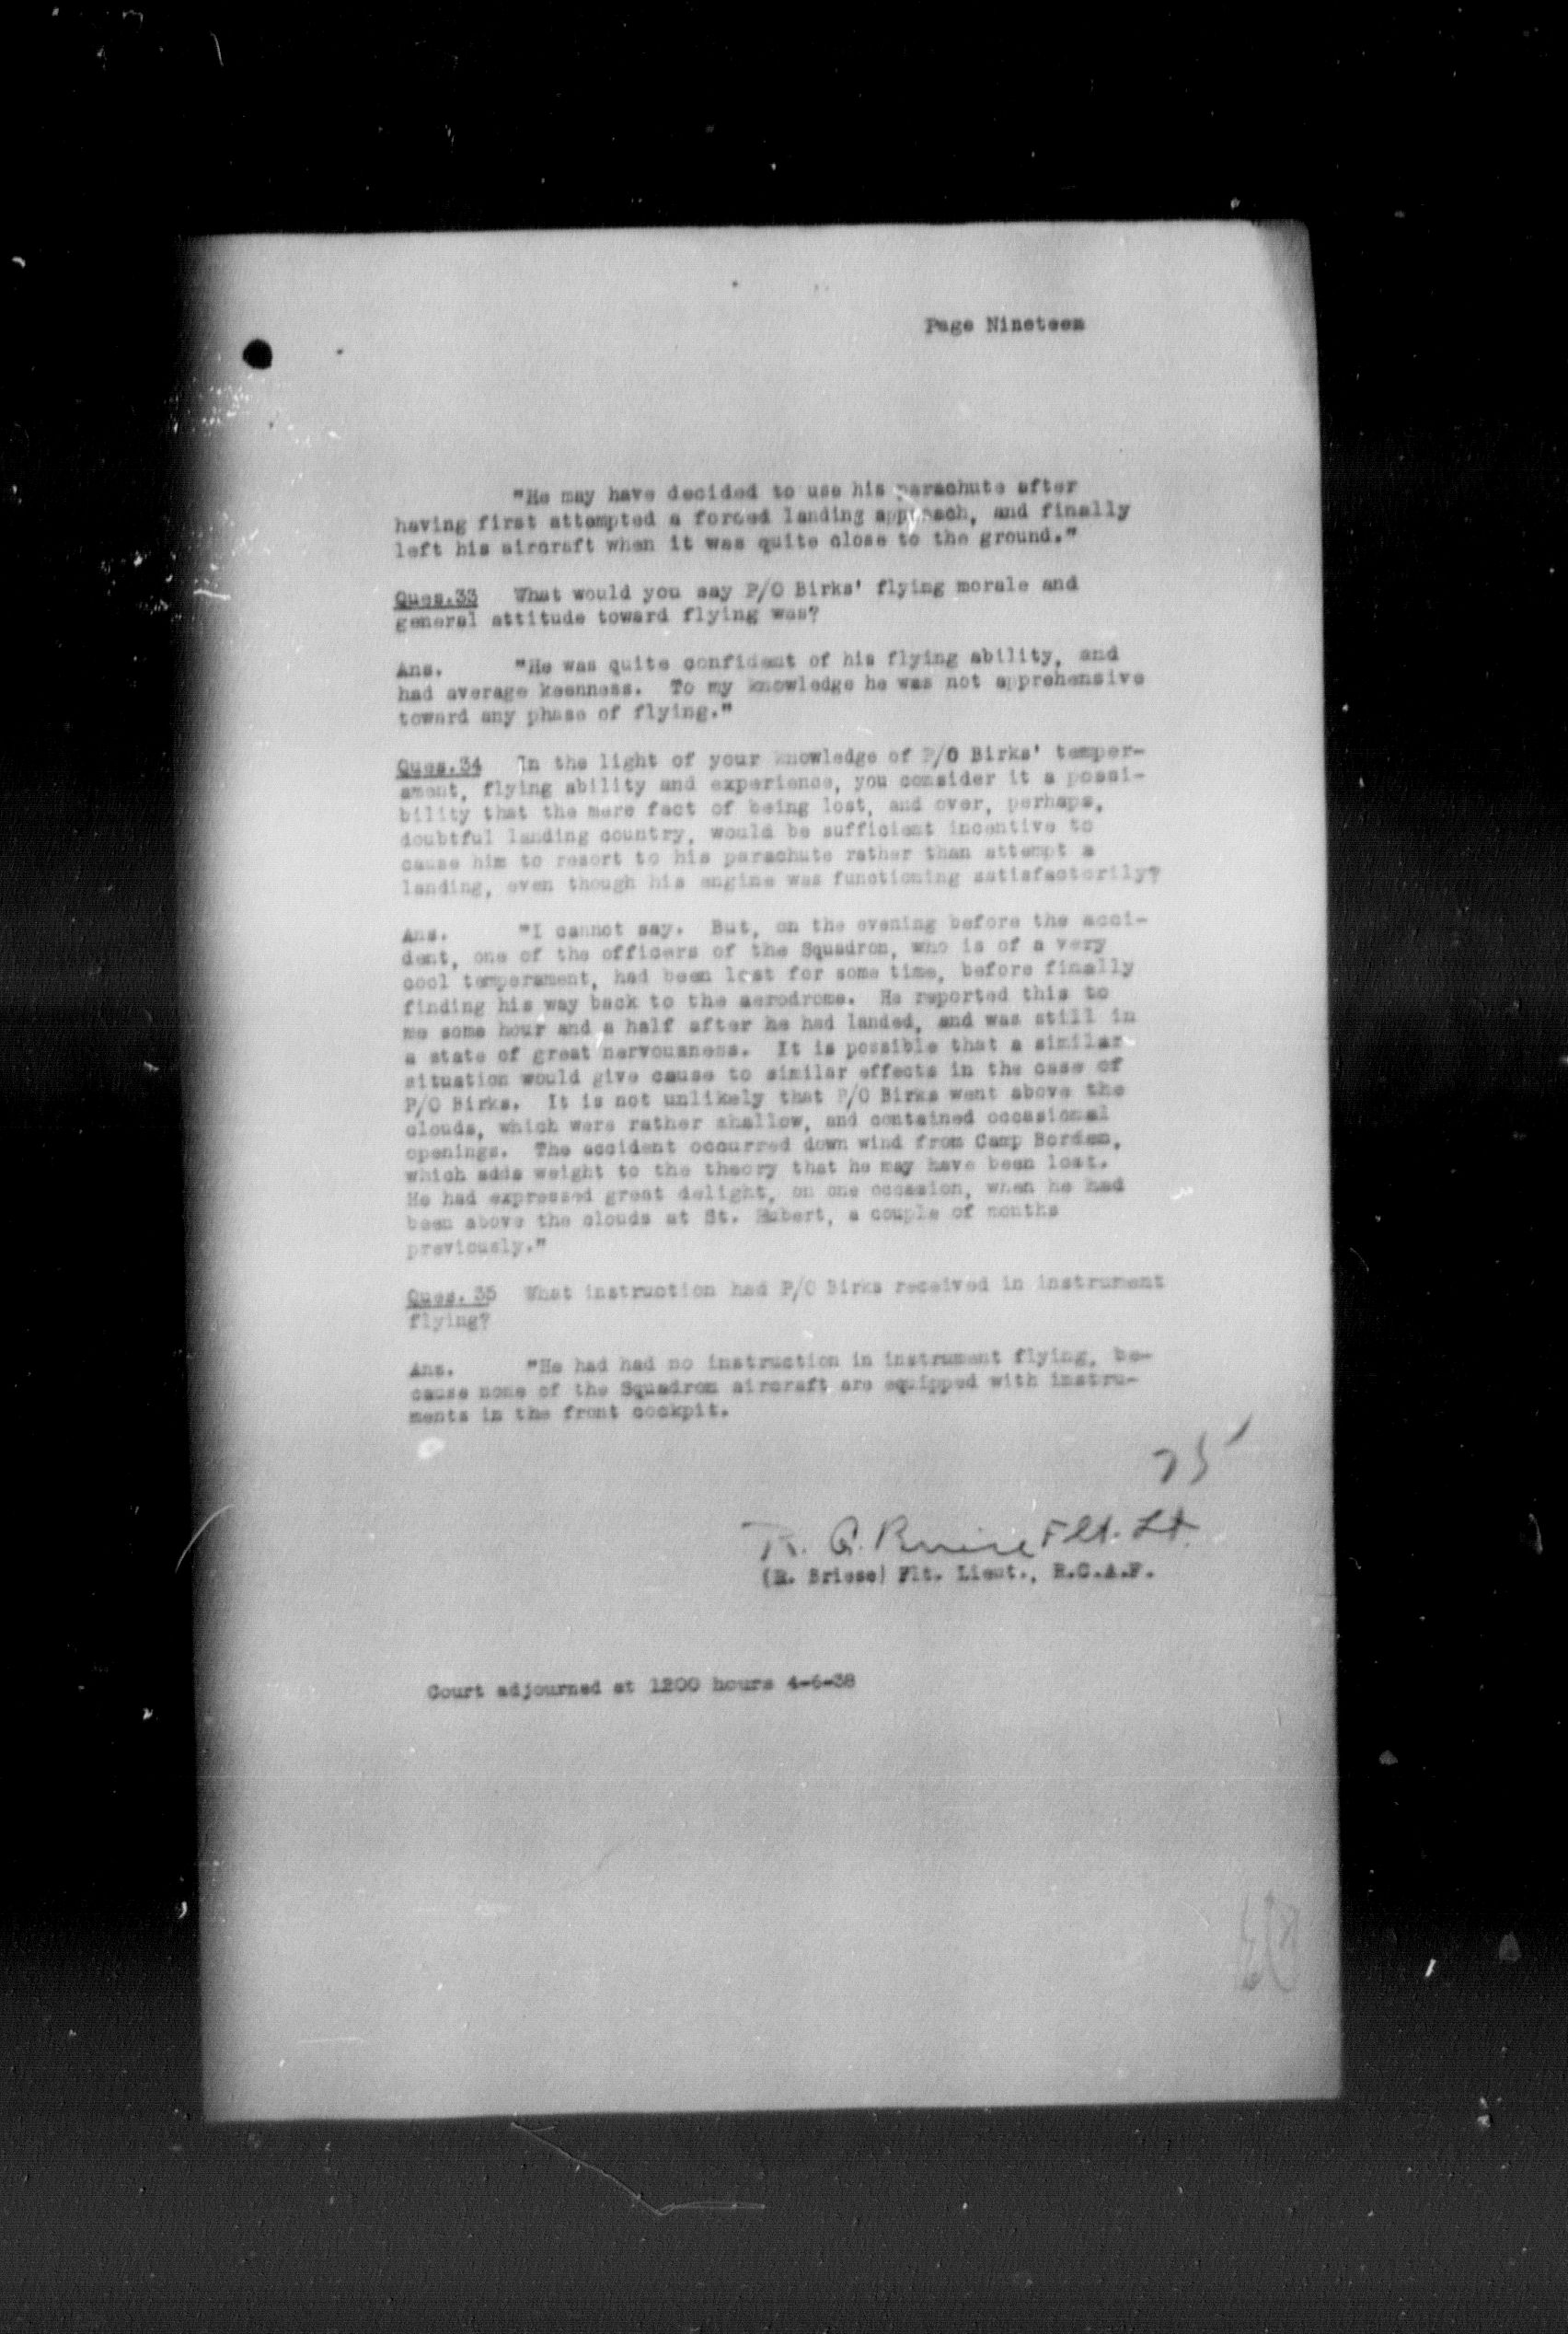 Page Nineteen
"He may have decided to use his parachute after
having first attempted a forced landing approach, and finally
left his aircraft when it was quite close to the ground."
Ques.33 What would you say P/O Birks' flying morale and
general attitude toward flying was?
Ans. "He was quite confident of his flying ability, and
had average keenness. To my knowledge he was not apprehensive
toward any phase of flying."
Ques.34 In the light of your knowledge of P/O Birks' temper-
ament, flying ability and experience, you consider it a possi-
bility that the mere fact of being lost, and over, perhaps,
doubtful landing country, would be sufficient incentive to
cause him to resort to his parachute rather than attempt a
landing, even though his engine was functioning satisfactorily?
Ans. "I cannot say. But, on the evening before the acci-
dent, one of the officers of the Squadron, who is of a very
cool temperament, had been lost for some time, before finally
finding his way back to the aerodrome. He reported this to
me some hour and a half after he had landed, and was still in
a state of great nervousness. It is possible that a similar
situation would give cause to similar effects in the case of
P/O Birks. It is not unlikely that P/O Birks went above the
clouds, which were rather shallow, and contained occasional
openings. The accident occurred down wind from Camp Borden,
which adds weight to the theory that he may have been lost.
He had expressed great delight, on one occasion, when he had
been above the clouds at St. Hubert, a couple of months
previously."
Ques. 35 What instruction had P/O Birks received in instrument
flying?
Ans. "He had had no instruction in instrument flying, be-
cause none of the Squadron aircraft are equipped with instru-
ments in the front cockpit.
75
R. Briese Flt. Lt.
(R. Briese) Flt. Lieut., R.C.A.F.
Court adjourned at 1200 hours 4-6-38